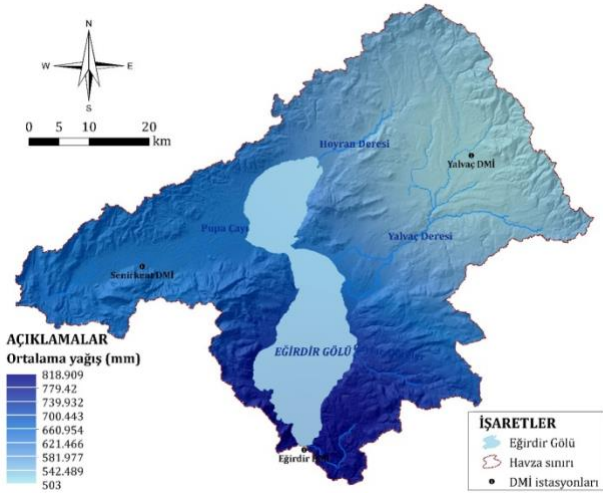 N
W E
S
0 5 10 20
km
Hoyran Deresi
Yalvaç DMİ
Pupa Çayı
Yalvaç Deresi
Senirkent DMİ
EĞİRDİR GÖLÜ
Eğirdir
AÇIKLAMALAR
Ortalama yağış (mm)
818.909
779.42
739.932
700.443
660.954
621.466
581.977
542.489
503
İŞARETLER
Eğirdir Gölü
Havza sınırı
DMİ istasyonları